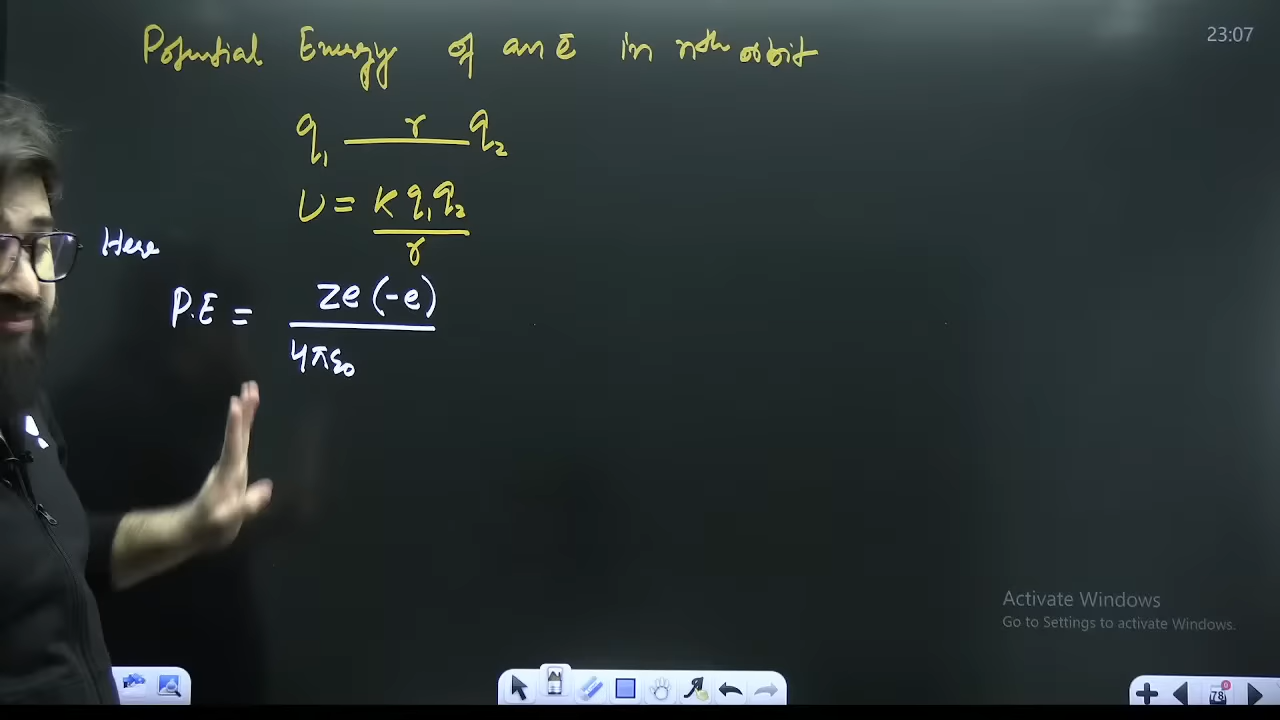 23:07
Potential Energy of an ē in nth orbit
q₁ r q₂
U = K q₁q₂
r
Here
P.E = ze (-e)
4πε₀
Activate Windows
Go to Settings to activate Windows.
78